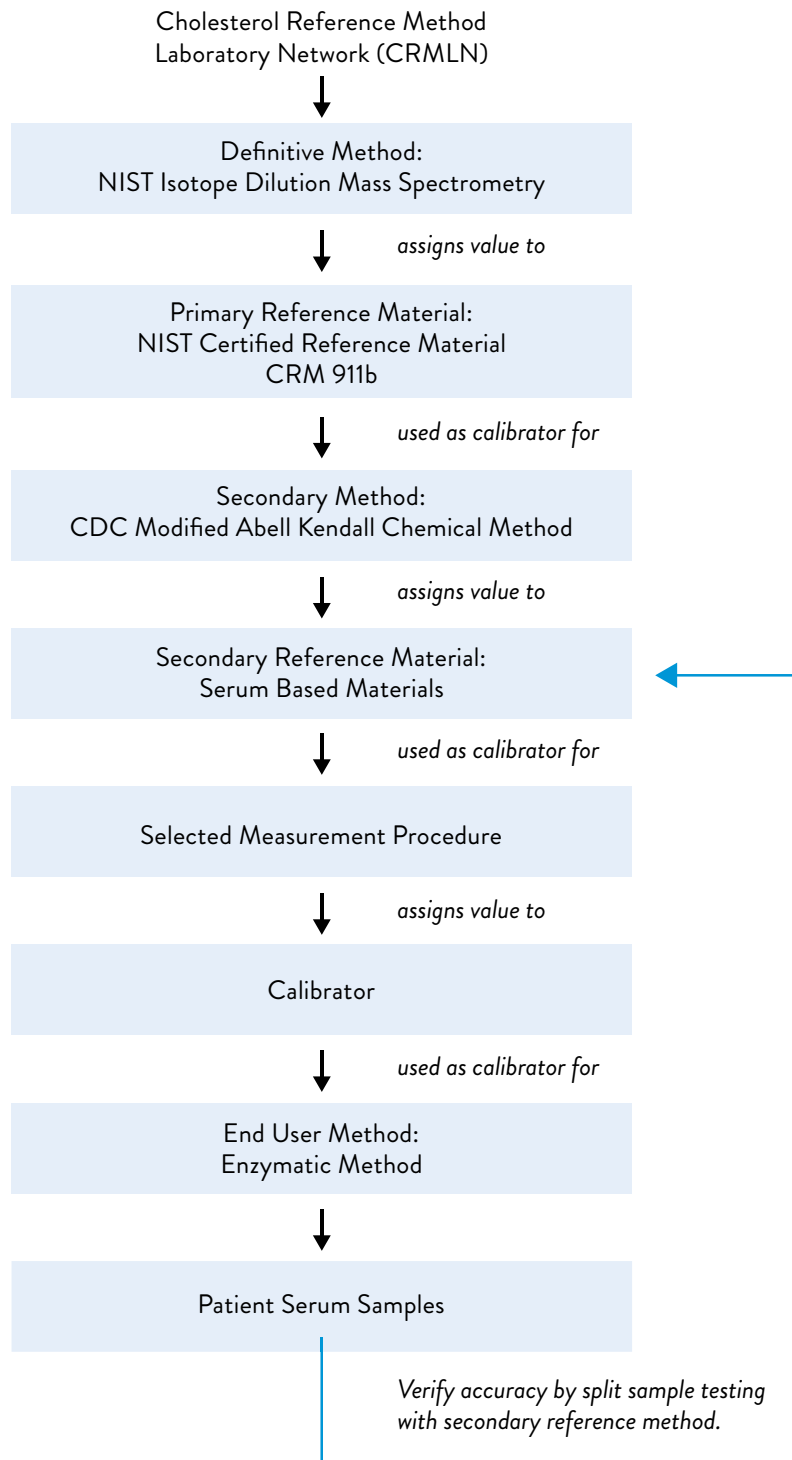 Cholesterol Reference Method
Laboratory Network (CRMLN)
Definitive Method:
NIST Isotope Dilution Mass Spectrometry
assigns value to
Primary Reference Material:
NIST Certified Reference Material
CRM 911b
used as calibrator for
Secondary Method:
CDC Modified Abell Kendall Chemical Method
assigns value to
Secondary Reference Material:
Serum Based Materials
used as calibrator for
Selected Measurement Procedure
assigns value to
Calibrator
used as calibrator for
End User Method:
Enzymatic Method
Patient Serum Samples
Verify accuracy by split sample testing
with secondary reference method.